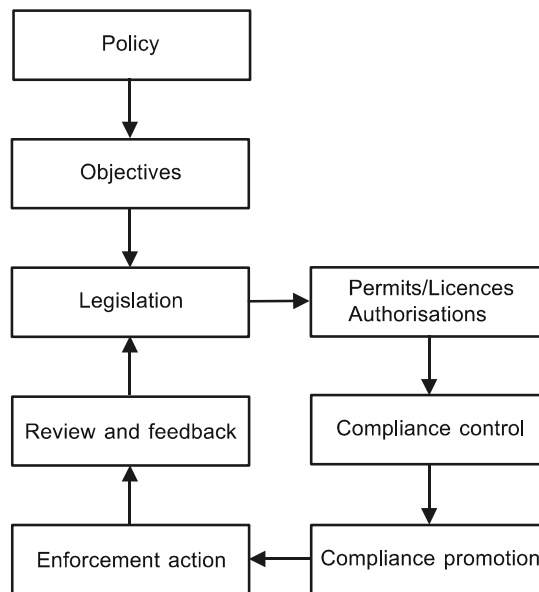 Policy
Objectives
Legislation
Permits/Licences
Authorisations
Review and feedback
Compliance control
Enforcement action
Compliance promotion